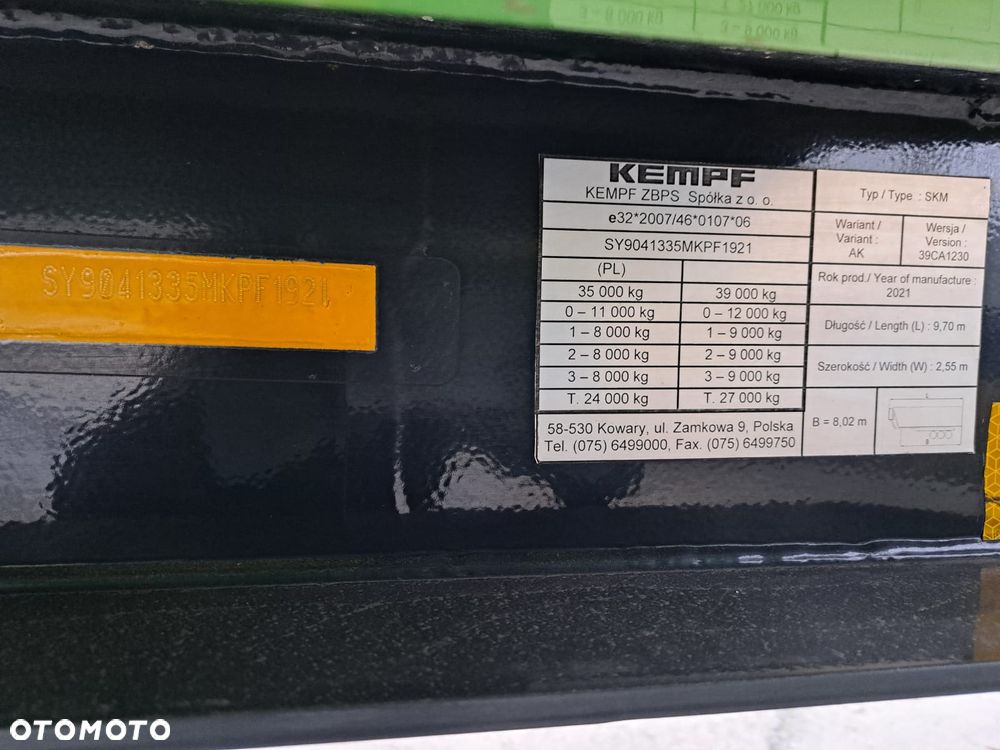 SY9041335MKPF1921
KEMPF
KEMPF ZBPS Spółka z o. o.
e32*2007/46*0107*06
SY9041335MKPF1921
(PL)
35 000 kg 39 000 kg
0 – 11 000 kg 0 – 12 000 kg
1 – 8 000 kg 1 – 9 000 kg
2 – 8 000 kg 2 – 9 000 kg
3 – 8 000 kg 3 – 9 000 kg
T. 24 000 kg T. 27 000 kg
58-530 Kowary, ul. Zamkowa 9, Polska
Tel. (075) 6499000, Fax. (075) 6499750
Typ / Type : SKM
Wariant /
Variant :
AK
Wersja /
Version :
39CA1230
Rok prod./ Year of manufacture :
2021
Długość / Length (L) : 9,70 m
Szerokość / Width (W) : 2,55 m
B = 8,02 m
L
B
OTOMOTO